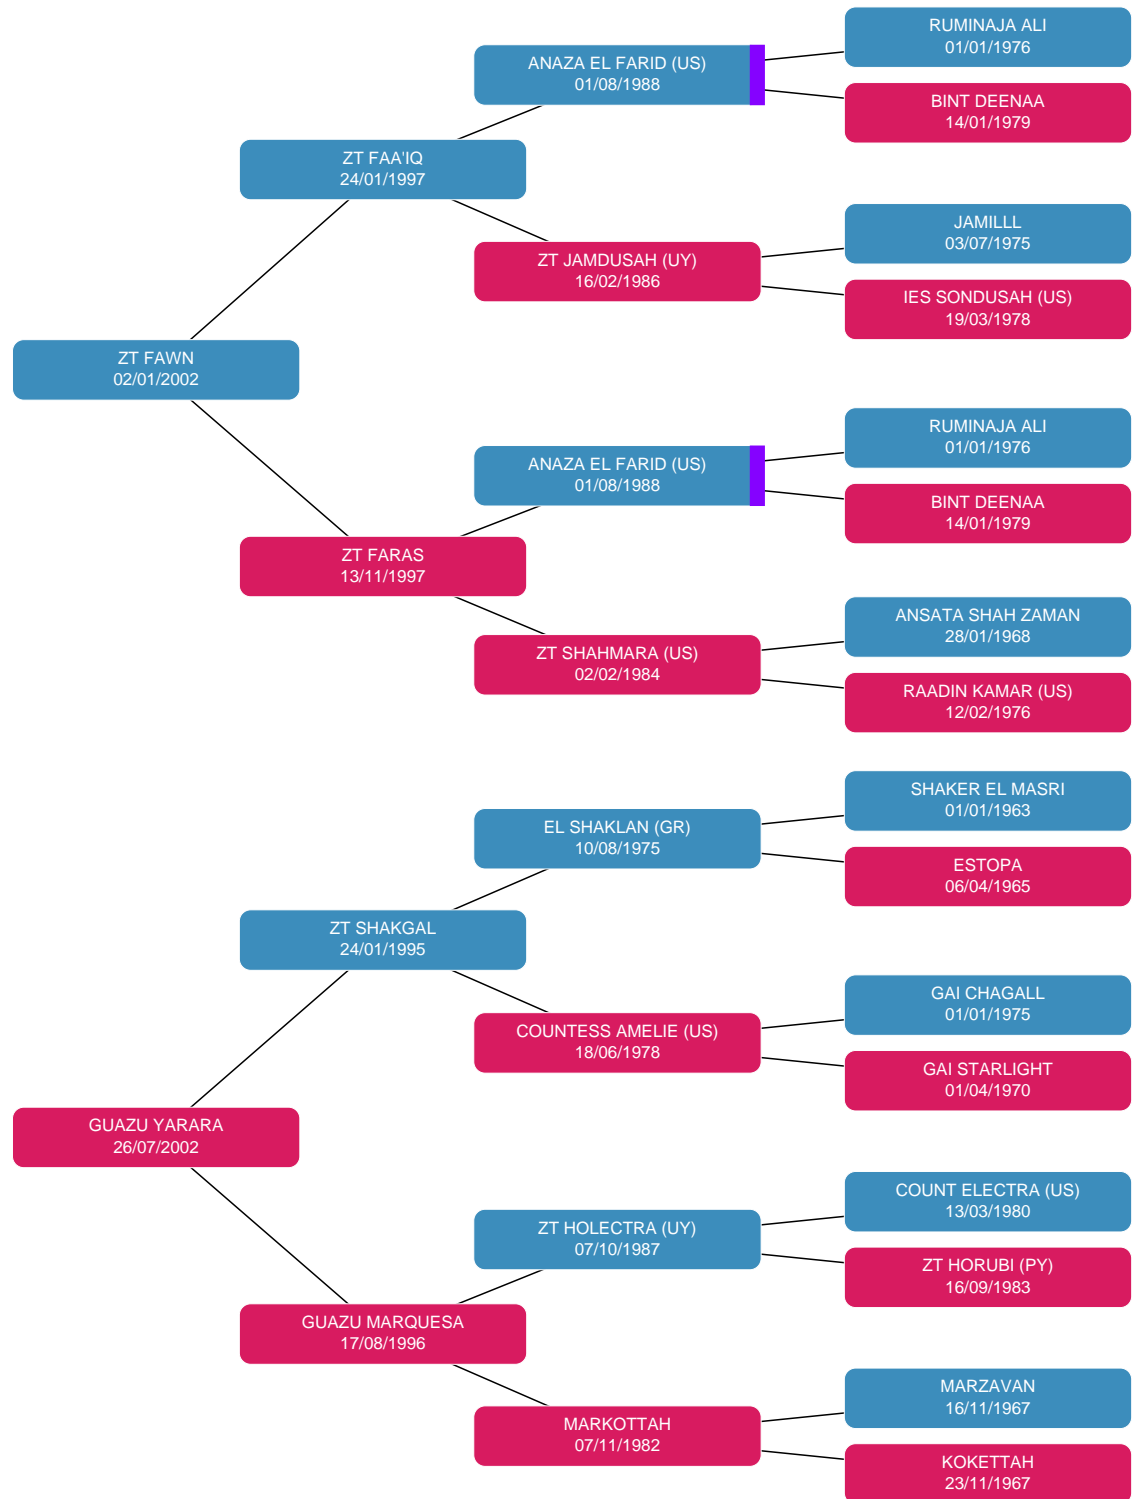 RUMINAJA ALI
01/01/1976
ANAZA EL FARID (US)
01/08/1988
BINT DEENAA
14/01/1979
ZT FAA'IQ
24/01/1997
JAMILLL
03/07/1975
ZT JAMDUSAH (UY)
16/02/1986
IES SONDUSAH (US)
19/03/1978
ZT FAWN
02/01/2002
RUMINAJA ALI
01/01/1976
ANAZA EL FARID (US)
01/08/1988
BINT DEENAA
14/01/1979
ZT FARAS
13/11/1997
ANSATA SHAH ZAMAN
28/01/1968
ZT SHAHMARA (US)
02/02/1984
RAADIN KAMAR (US)
12/02/1976
SHAKER EL MASRI
01/01/1963
EL SHAKLAN (GR)
10/08/1975
ESTOPA
06/04/1965
ZT SHAKGAL
24/01/1995
GAI CHAGALL
01/01/1975
COUNTESS AMELIE (US)
18/06/1978
GAI STARLIGHT
01/04/1970
GUAZU YARARA
26/07/2002
COUNT ELECTRA (US)
13/03/1980
ZT HOLECTRA (UY)
07/10/1987
ZT HORUBI (PY)
16/09/1983
GUAZU MARQUESA
17/08/1996
MARZAVAN
16/11/1967
MARKOTTAH
07/11/1982
KOKETTAH
23/11/1967